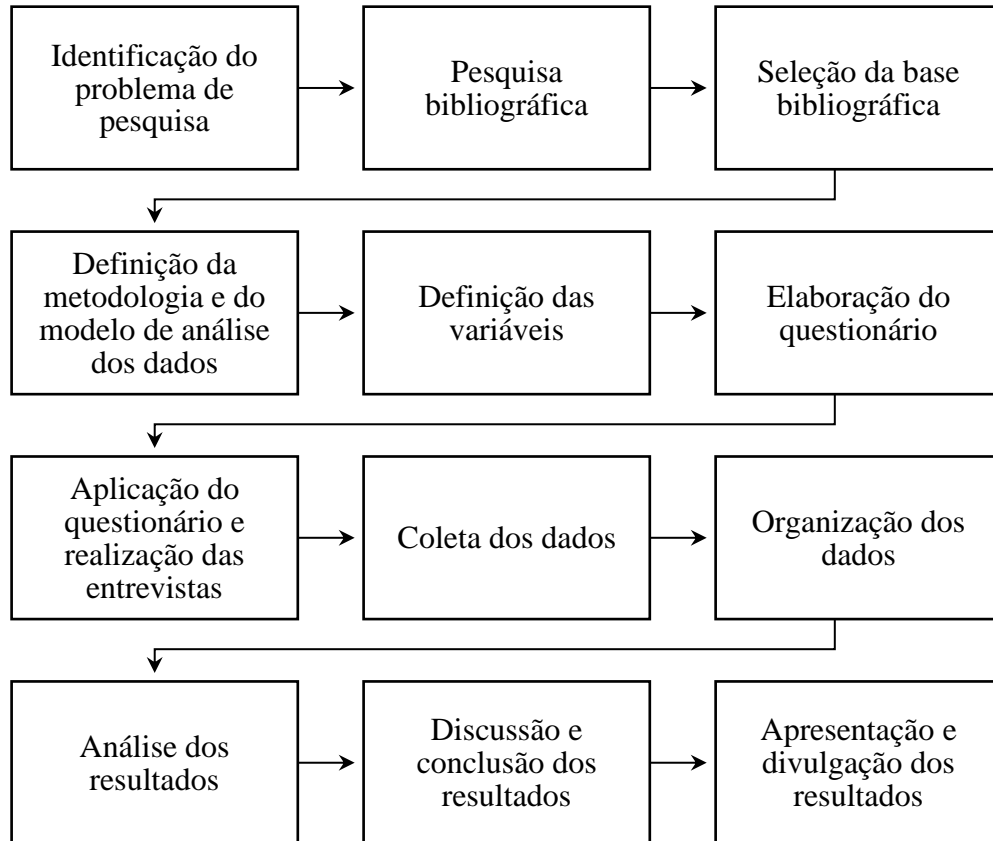 Identificação do
problema de
pesquisa
Pesquisa
bibliográfica
Seleção da base
bibliográfica
Definição da
metodologia e do
modelo de análise
dos dados
Definição das
variáveis
Elaboração do
questionário
Aplicação do
questionário e
realização das
entrevistas
Coleta dos dados
Organização dos
dados
Análise dos
resultados
Discussão e
conclusão dos
resultados
Apresentação e
divulgação dos
resultados